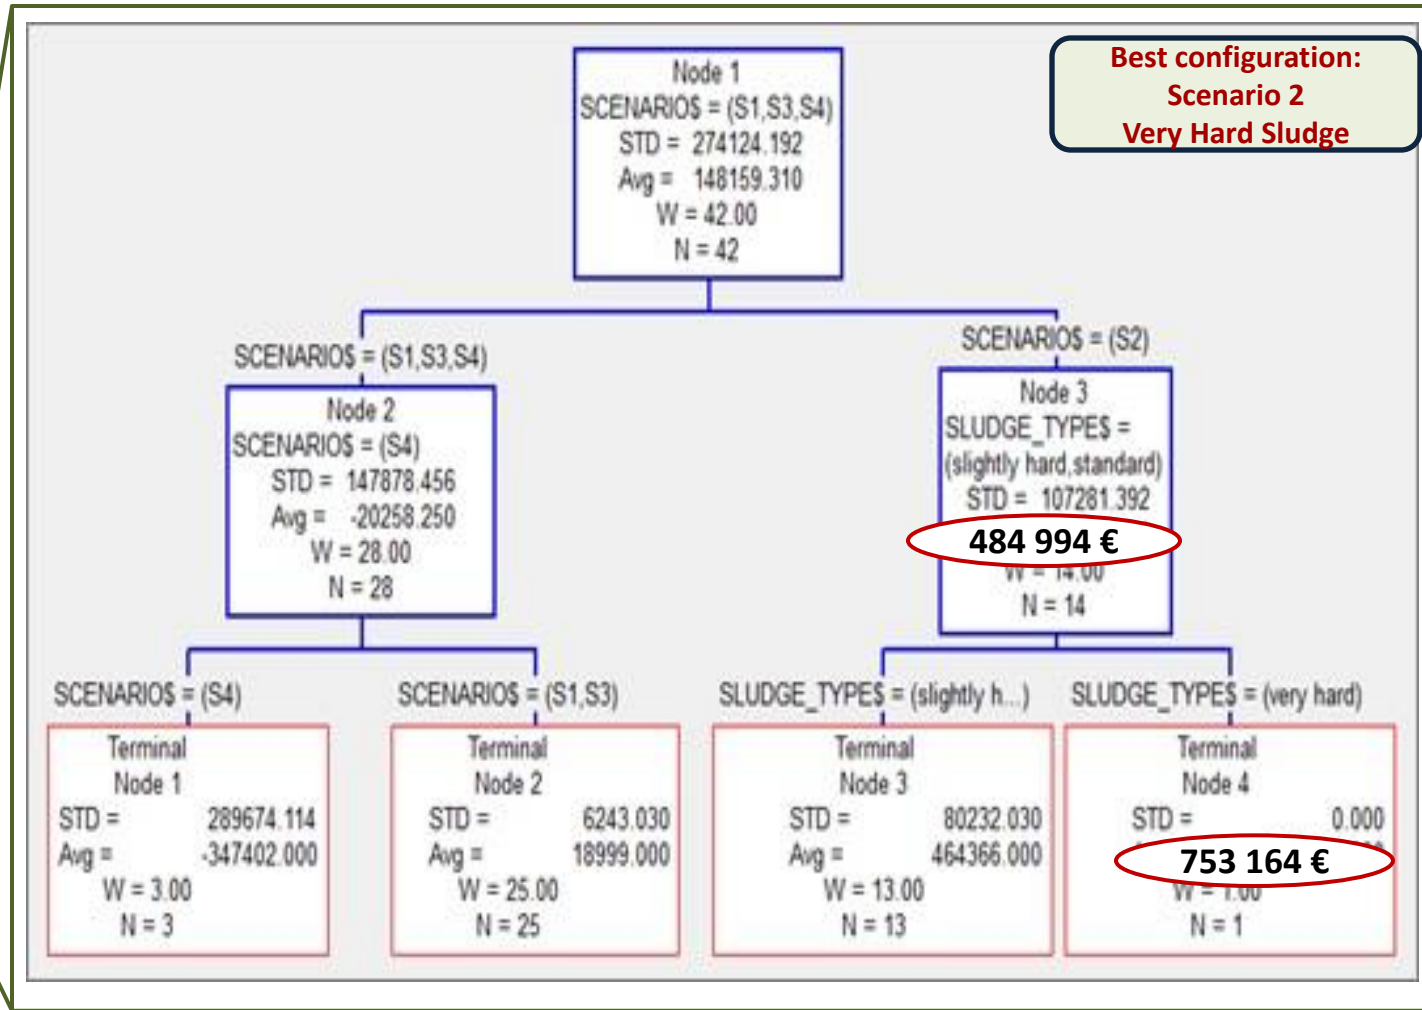 Best configuration:
Scenario 2
Very Hard Sludge
Node 1
SCENARIO$ = (S1,S3,S4)
STD = 274124.192
Avg = 148159.310
W = 42.00
N = 42
SCENARIO$ = (S1,S3,S4)
SCENARIO$ = (S2)
Node 2
SCENARIO$ = (S4)
STD = 147878.456
Avg = -20258.250
W = 28.00
N = 28
Node 3
SLUDGE_TYPE$ =
(slightly hard,standard)
STD = 107281.392
484 994 €
W = 14.00
N = 14
SCENARIO$ = (S4)
SCENARIO$ = (S1,S3)
SLUDGE_TYPE$ = (slightly h...)
SLUDGE_TYPE$ = (very hard)
Terminal
Node 1
STD = 289674.114
Avg = -347402.000
W = 3.00
N = 3
Terminal
Node 2
STD = 6243.030
Avg = 18999.000
W = 25.00
N = 25
Terminal
Node 3
STD = 80232.030
Avg = 464366.000
W = 13.00
N = 13
Terminal
Node 4
STD = 0.000
753 164 €
W = 1.00
N = 1